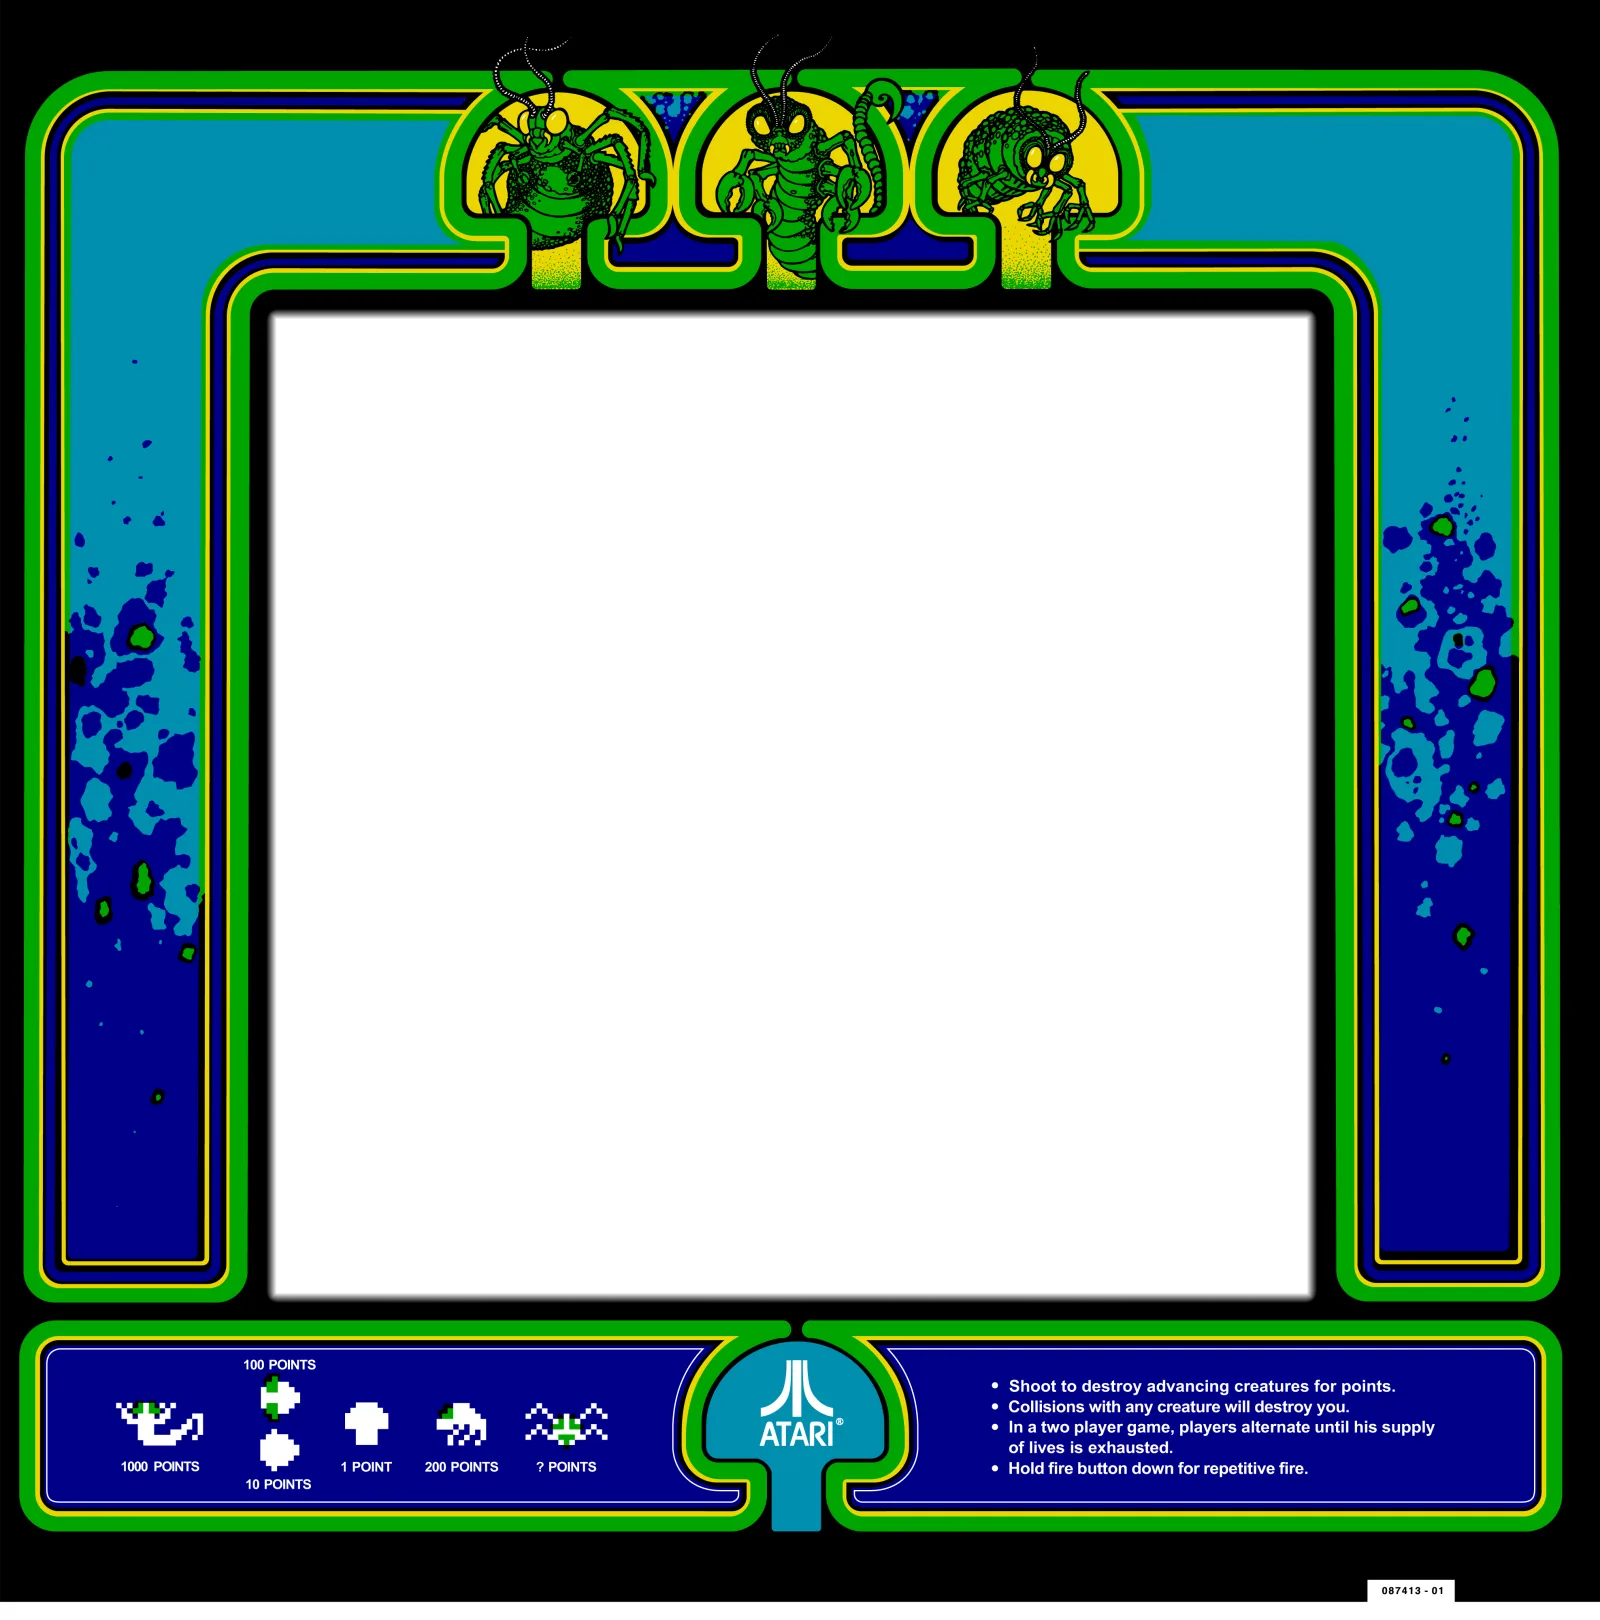 100 POINTS
1000 POINTS
10 POINTS
1 POINT
200 POINTS
? POINTS
ATARI®
• Shoot to destroy advancing creatures for points.
• Collisions with any creature will destroy you.
• In a two player game, players alternate until his supply
of lives is exhausted.
• Hold fire button down for repetitive fire.
087413 - 01